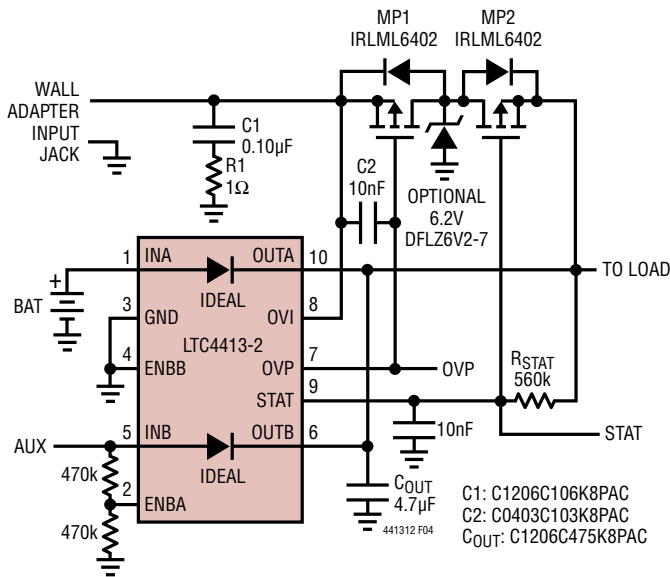 MP1
IRLML6402
MP2
IRLML6402
WALL
ADAPTER
INPUT
JACK
C1
0.10µF
R1
1Ω
C2
10nF
OPTIONAL
6.2V
DFLZ6V2-7
1
INA
OUTA
10
TO LOAD
+
BAT
IDEAL
3
GND
OVI
8
LTC4413-2
4
ENBB
OVP
7
OVP
RSTAT
560k
STAT
9
STAT
AUX
5
INB
OUTB
6
10nF
IDEAL
470k
2
ENBA
470k
COUT
4.7µF
441312 F04
C1: C1206C106K8PAC
C2: C0403C103K8PAC
COUT: C1206C475K8PAC